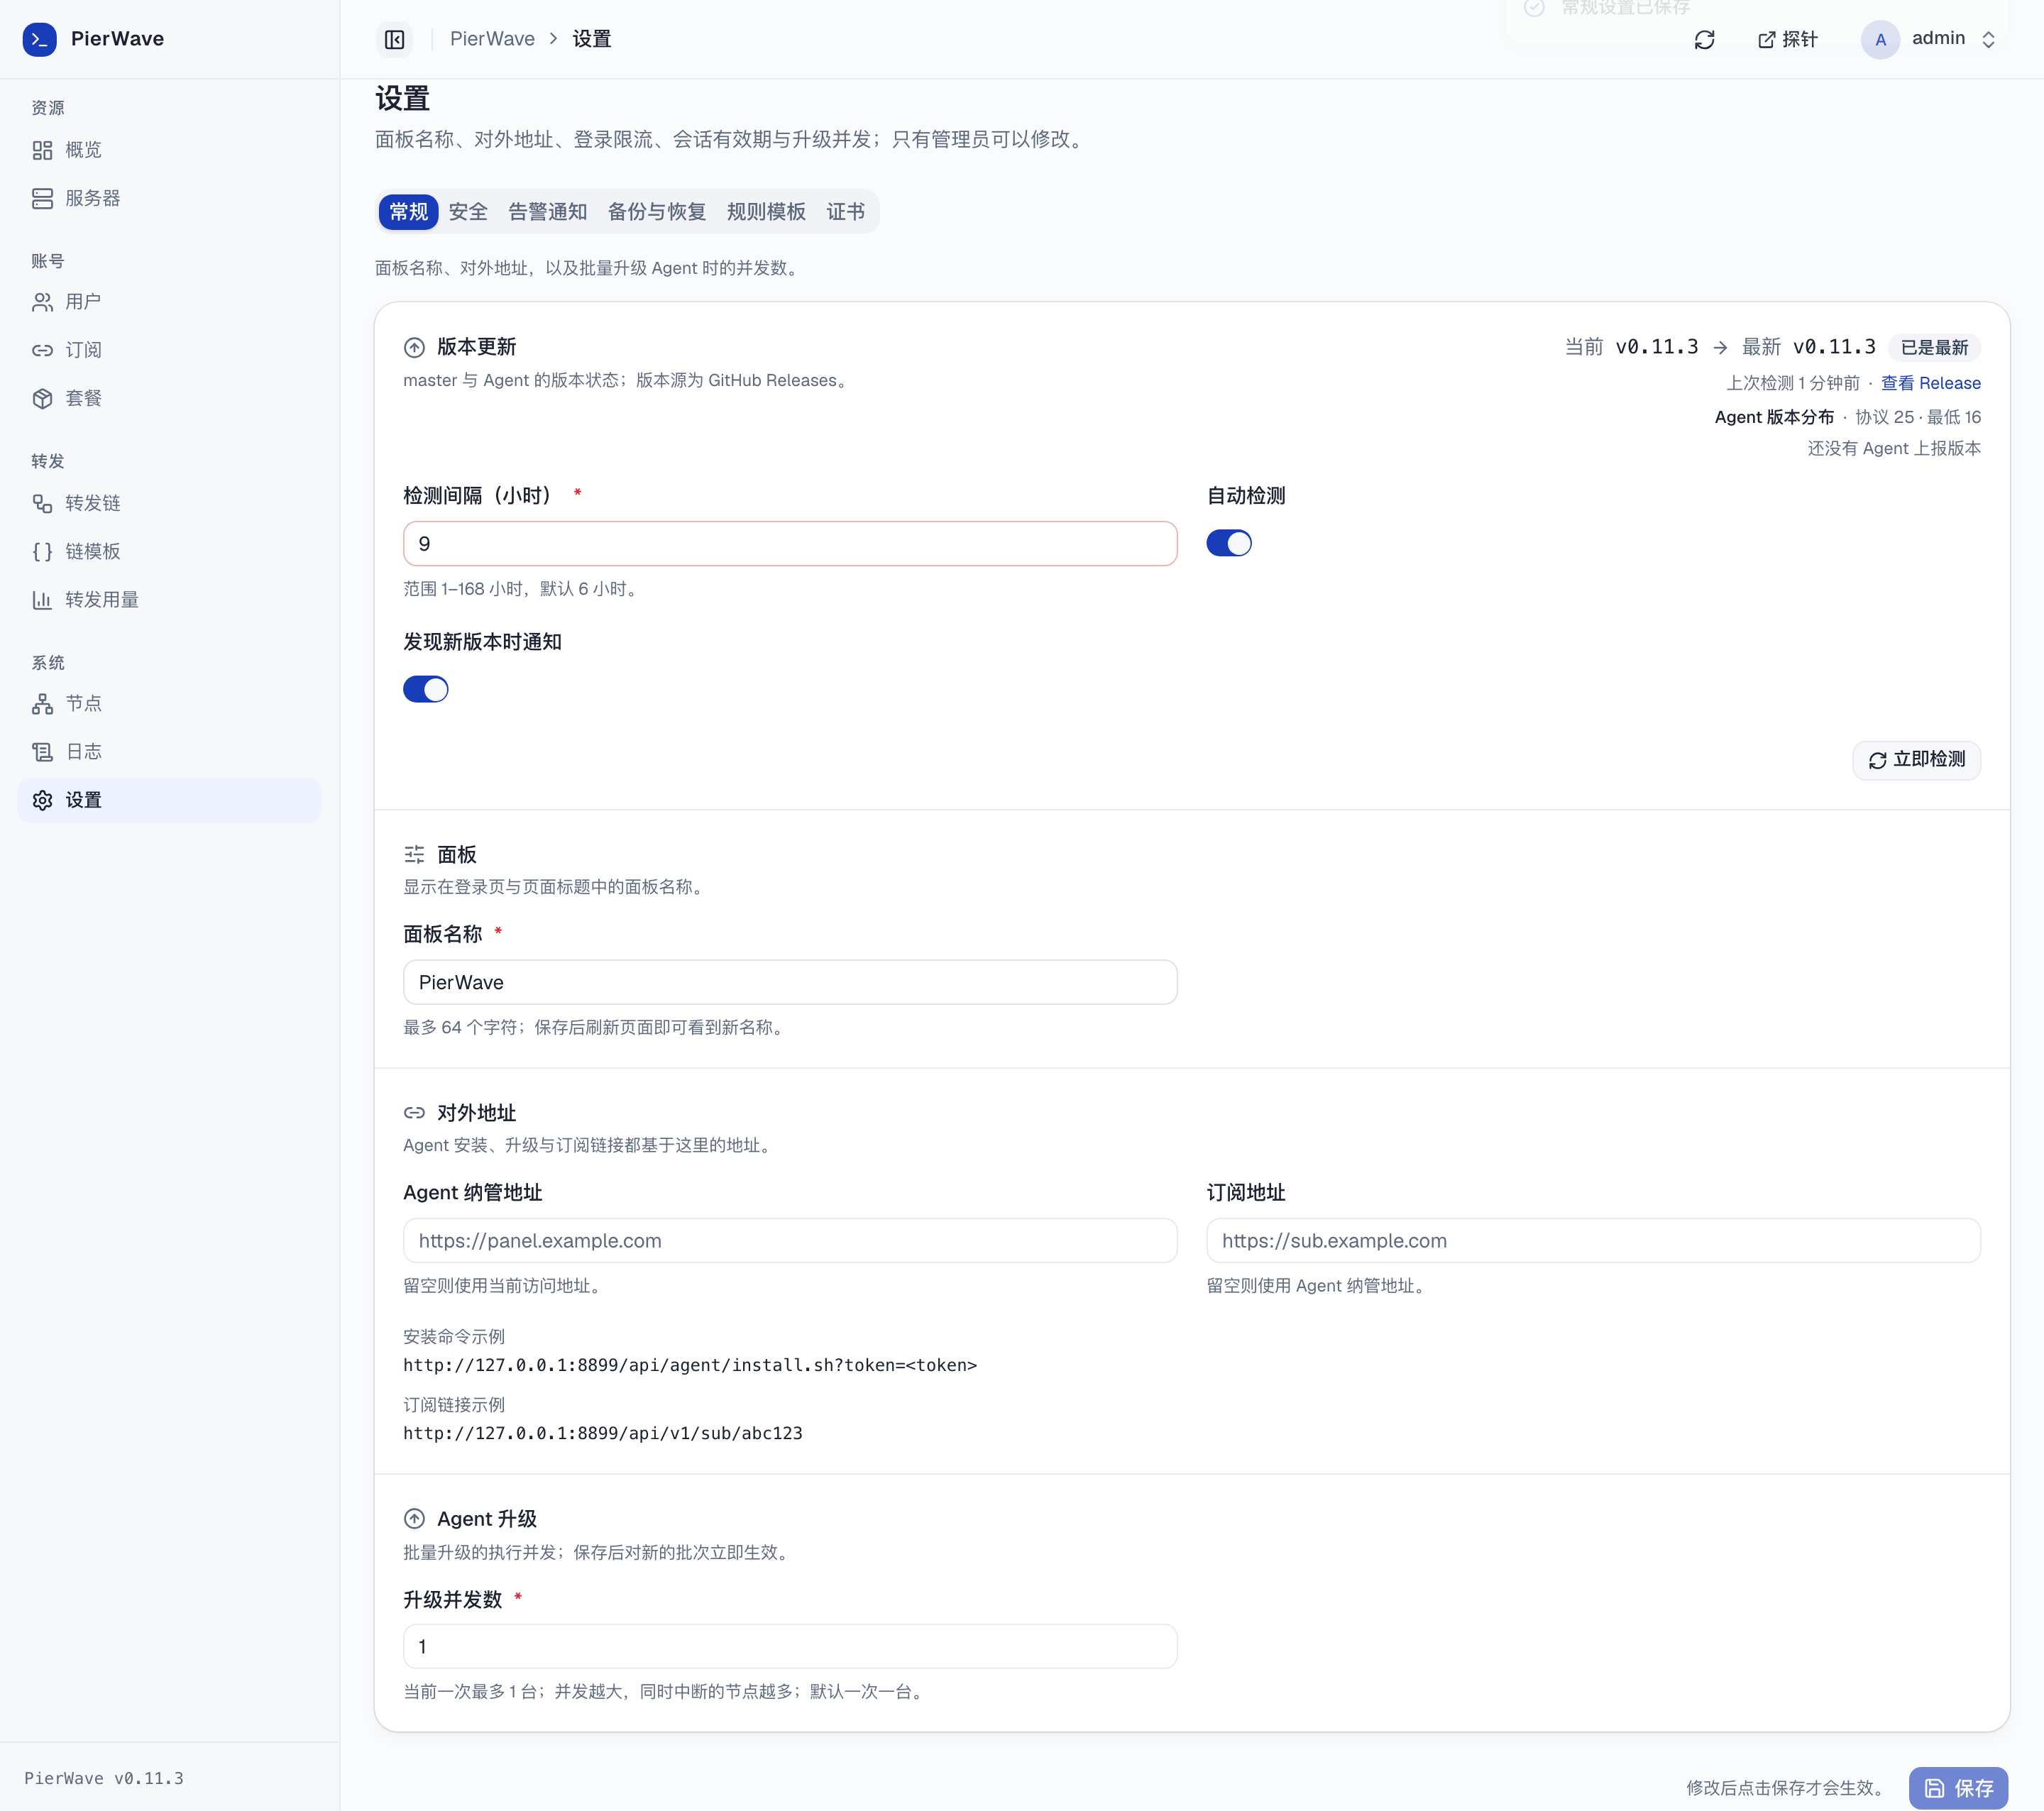 PierWave
资源
概览
服务器
账号
用户
订阅
套餐
转发
转发链
链模板
转发用量
系统
节点
日志
设置
PierWave v0.11.3
PierWave > 设置
常规设置已保存
探针
A admin
设置
面板名称、对外地址、登录限流、会话有效期与升级并发；只有管理员可以修改。
常规 安全 告警通知 备份与恢复 规则模板 证书
面板名称、对外地址，以及批量升级 Agent 时的并发数。
版本更新
master 与 Agent 的版本状态；版本源为 GitHub Releases。
当前 v0.11.3 → 最新 v0.11.3 已是最新
上次检测 1 分钟前 · 查看 Release
Agent 版本分布 · 协议 25 · 最低 16
还没有 Agent 上报版本
检测间隔（小时） *
9
范围 1–168 小时，默认 6 小时。
自动检测
发现新版本时通知
立即检测
面板
显示在登录页与页面标题中的面板名称。
面板名称 *
PierWave
最多 64 个字符；保存后刷新页面即可看到新名称。
对外地址
Agent 安装、升级与订阅链接都基于这里的地址。
Agent 纳管地址
https://panel.example.com
留空则使用当前访问地址。
订阅地址
https://sub.example.com
留空则使用 Agent 纳管地址。
安装命令示例
http://127.0.0.1:8899/api/agent/install.sh?token=<token>
订阅链接示例
http://127.0.0.1:8899/api/v1/sub/abc123
Agent 升级
批量升级的执行并发；保存后对新的批次立即生效。
升级并发数 *
1
当前一次最多 1 台；并发越大，同时中断的节点越多；默认一次一台。
修改后点击保存才会生效。
保存